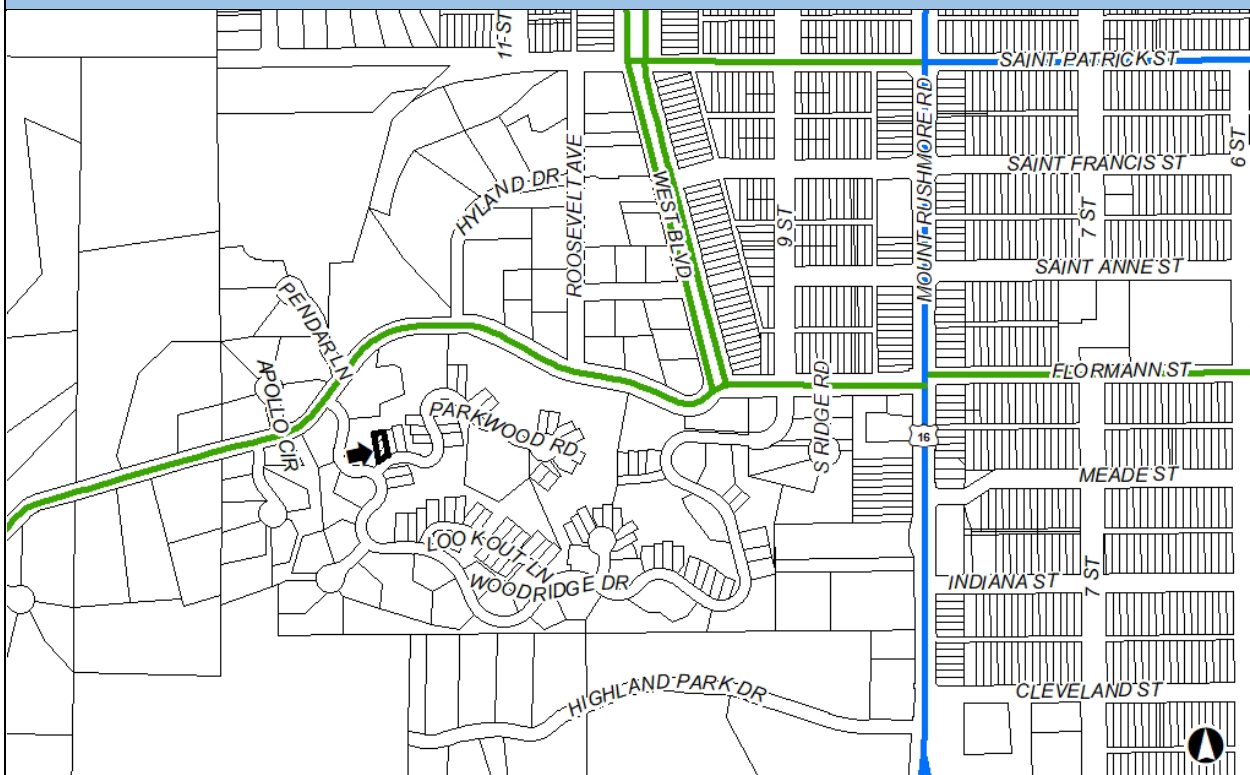 11 ST
SAINT PATRICK ST
MOUNT RUSHMORE RD
6 ST
ROOSEVELT AVE
SAINT FRANCIS ST
HYLAND DR
WEST BLVD
7 ST
9 ST
SAINT ANNE ST
PENDAR LN
APOLLO CIR
FLORMANN ST
S RIDGE RD
PARKWOOD RD
16
MEADE ST
LOOKOUT LN
WOODRIDGE DR
INDIANA ST
7 ST
HIGHLAND PARK DR
CLEVELAND ST